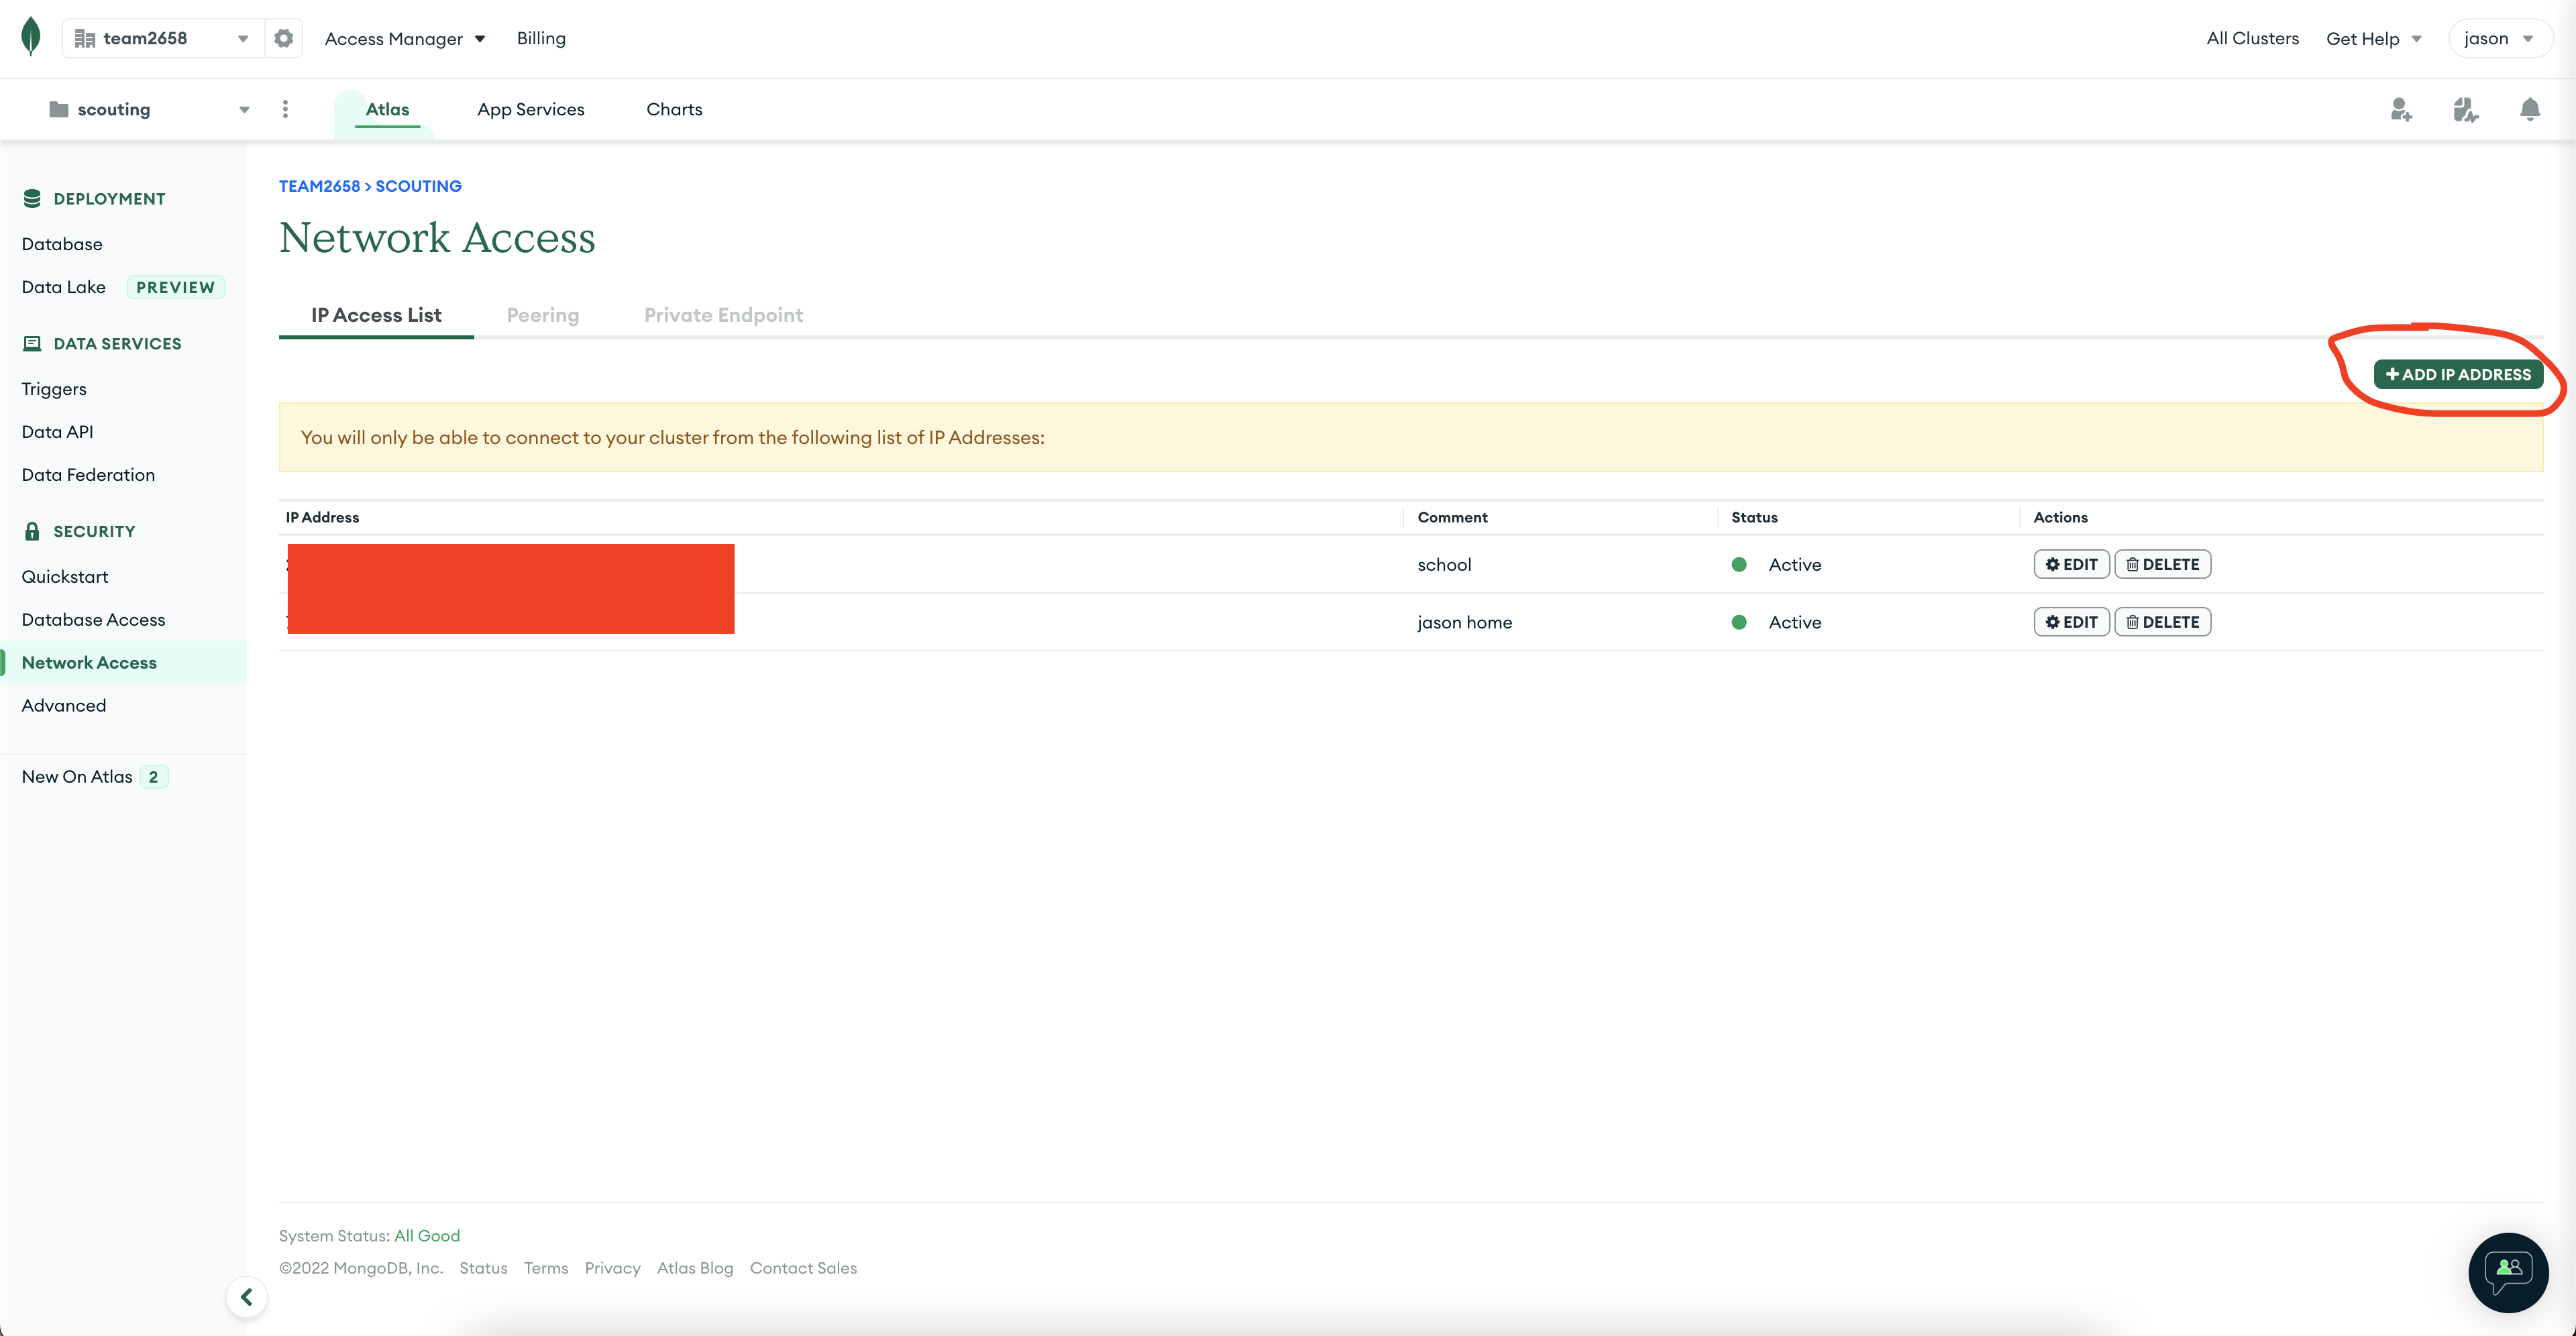 team2658
Access Manager
Billing
All Clusters
Get Help
jason
scouting
Atlas
App Services
Charts
DEPLOYMENT
Database
Data Lake PREVIEW
DATA SERVICES
Triggers
Data API
Data Federation
SECURITY
Quickstart
Database Access
Network Access
Advanced
New On Atlas 2
TEAM2658 > SCOUTING
Network Access
IP Access List
Peering
Private Endpoint
+ ADD IP ADDRESS
You will only be able to connect to your cluster from the following list of IP Addresses:
IP Address Comment Status Actions
school Active EDIT DELETE
jason home Active EDIT DELETE
System Status: All Good
©2022 MongoDB, Inc. Status Terms Privacy Atlas Blog Contact Sales